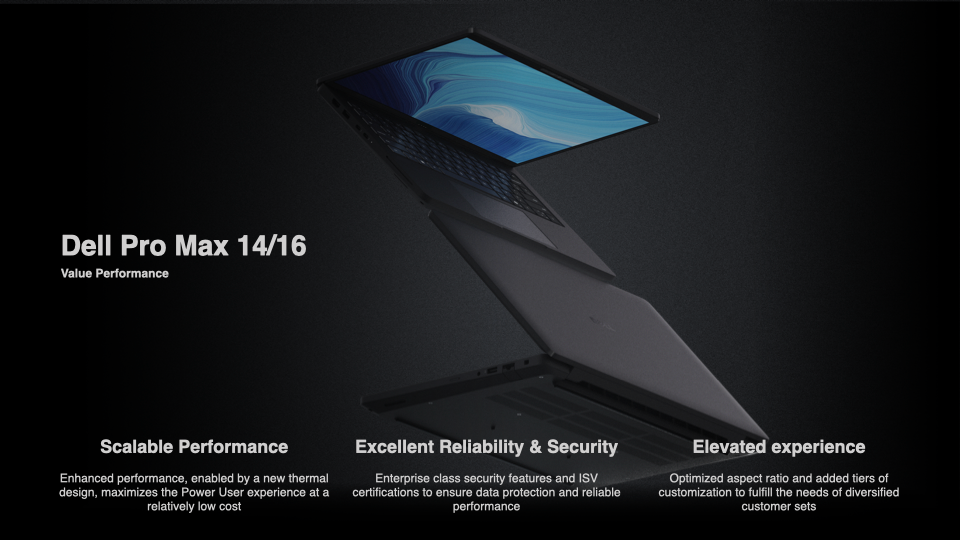 Dell Pro Max 14/16
Value Performance
Scalable Performance
Enhanced performance, enabled by a new thermal
design, maximizes the Power User experience at a
relatively low cost
Excellent Reliability & Security
Enterprise class security features and ISV
certifications to ensure data protection and reliable
performance
Elevated experience
Optimized aspect ratio and added tiers of
customization to fulfill the needs of diversified
customer sets